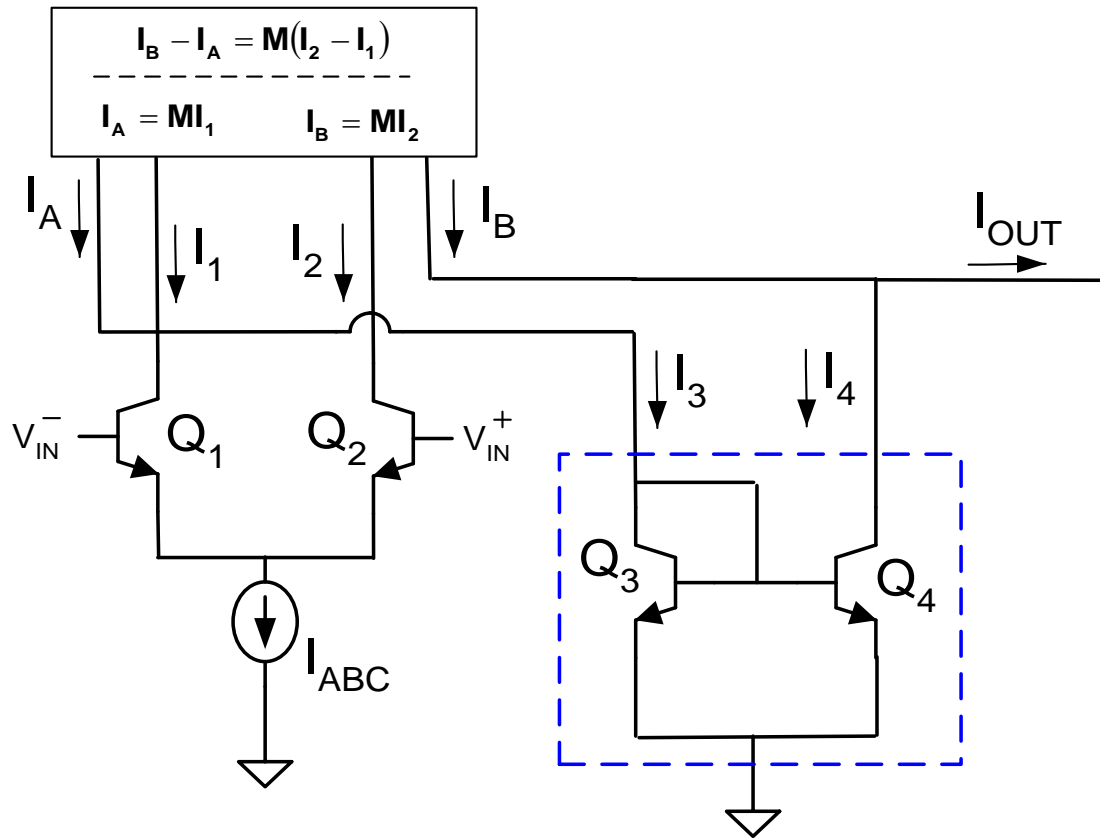 I_B − I_A = M(I_2 − I_1)
I_A = MI_1 I_B = MI_2
I_A
I_1
I_2
I_B
I_OUT
I_3
I_4
V_IN^−
Q_1
Q_2
V_IN^+
Q_3
Q_4
I_ABC